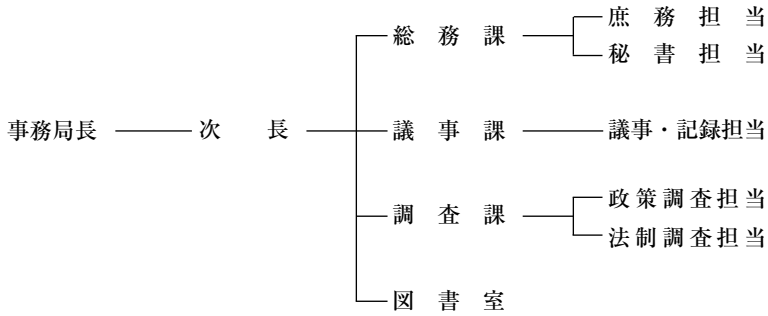 庶務担当
総務課
秘書担当
事務局長 次長 議事課 議事・記録担当
政策調査担当
調査課
法制調査担当
図書室